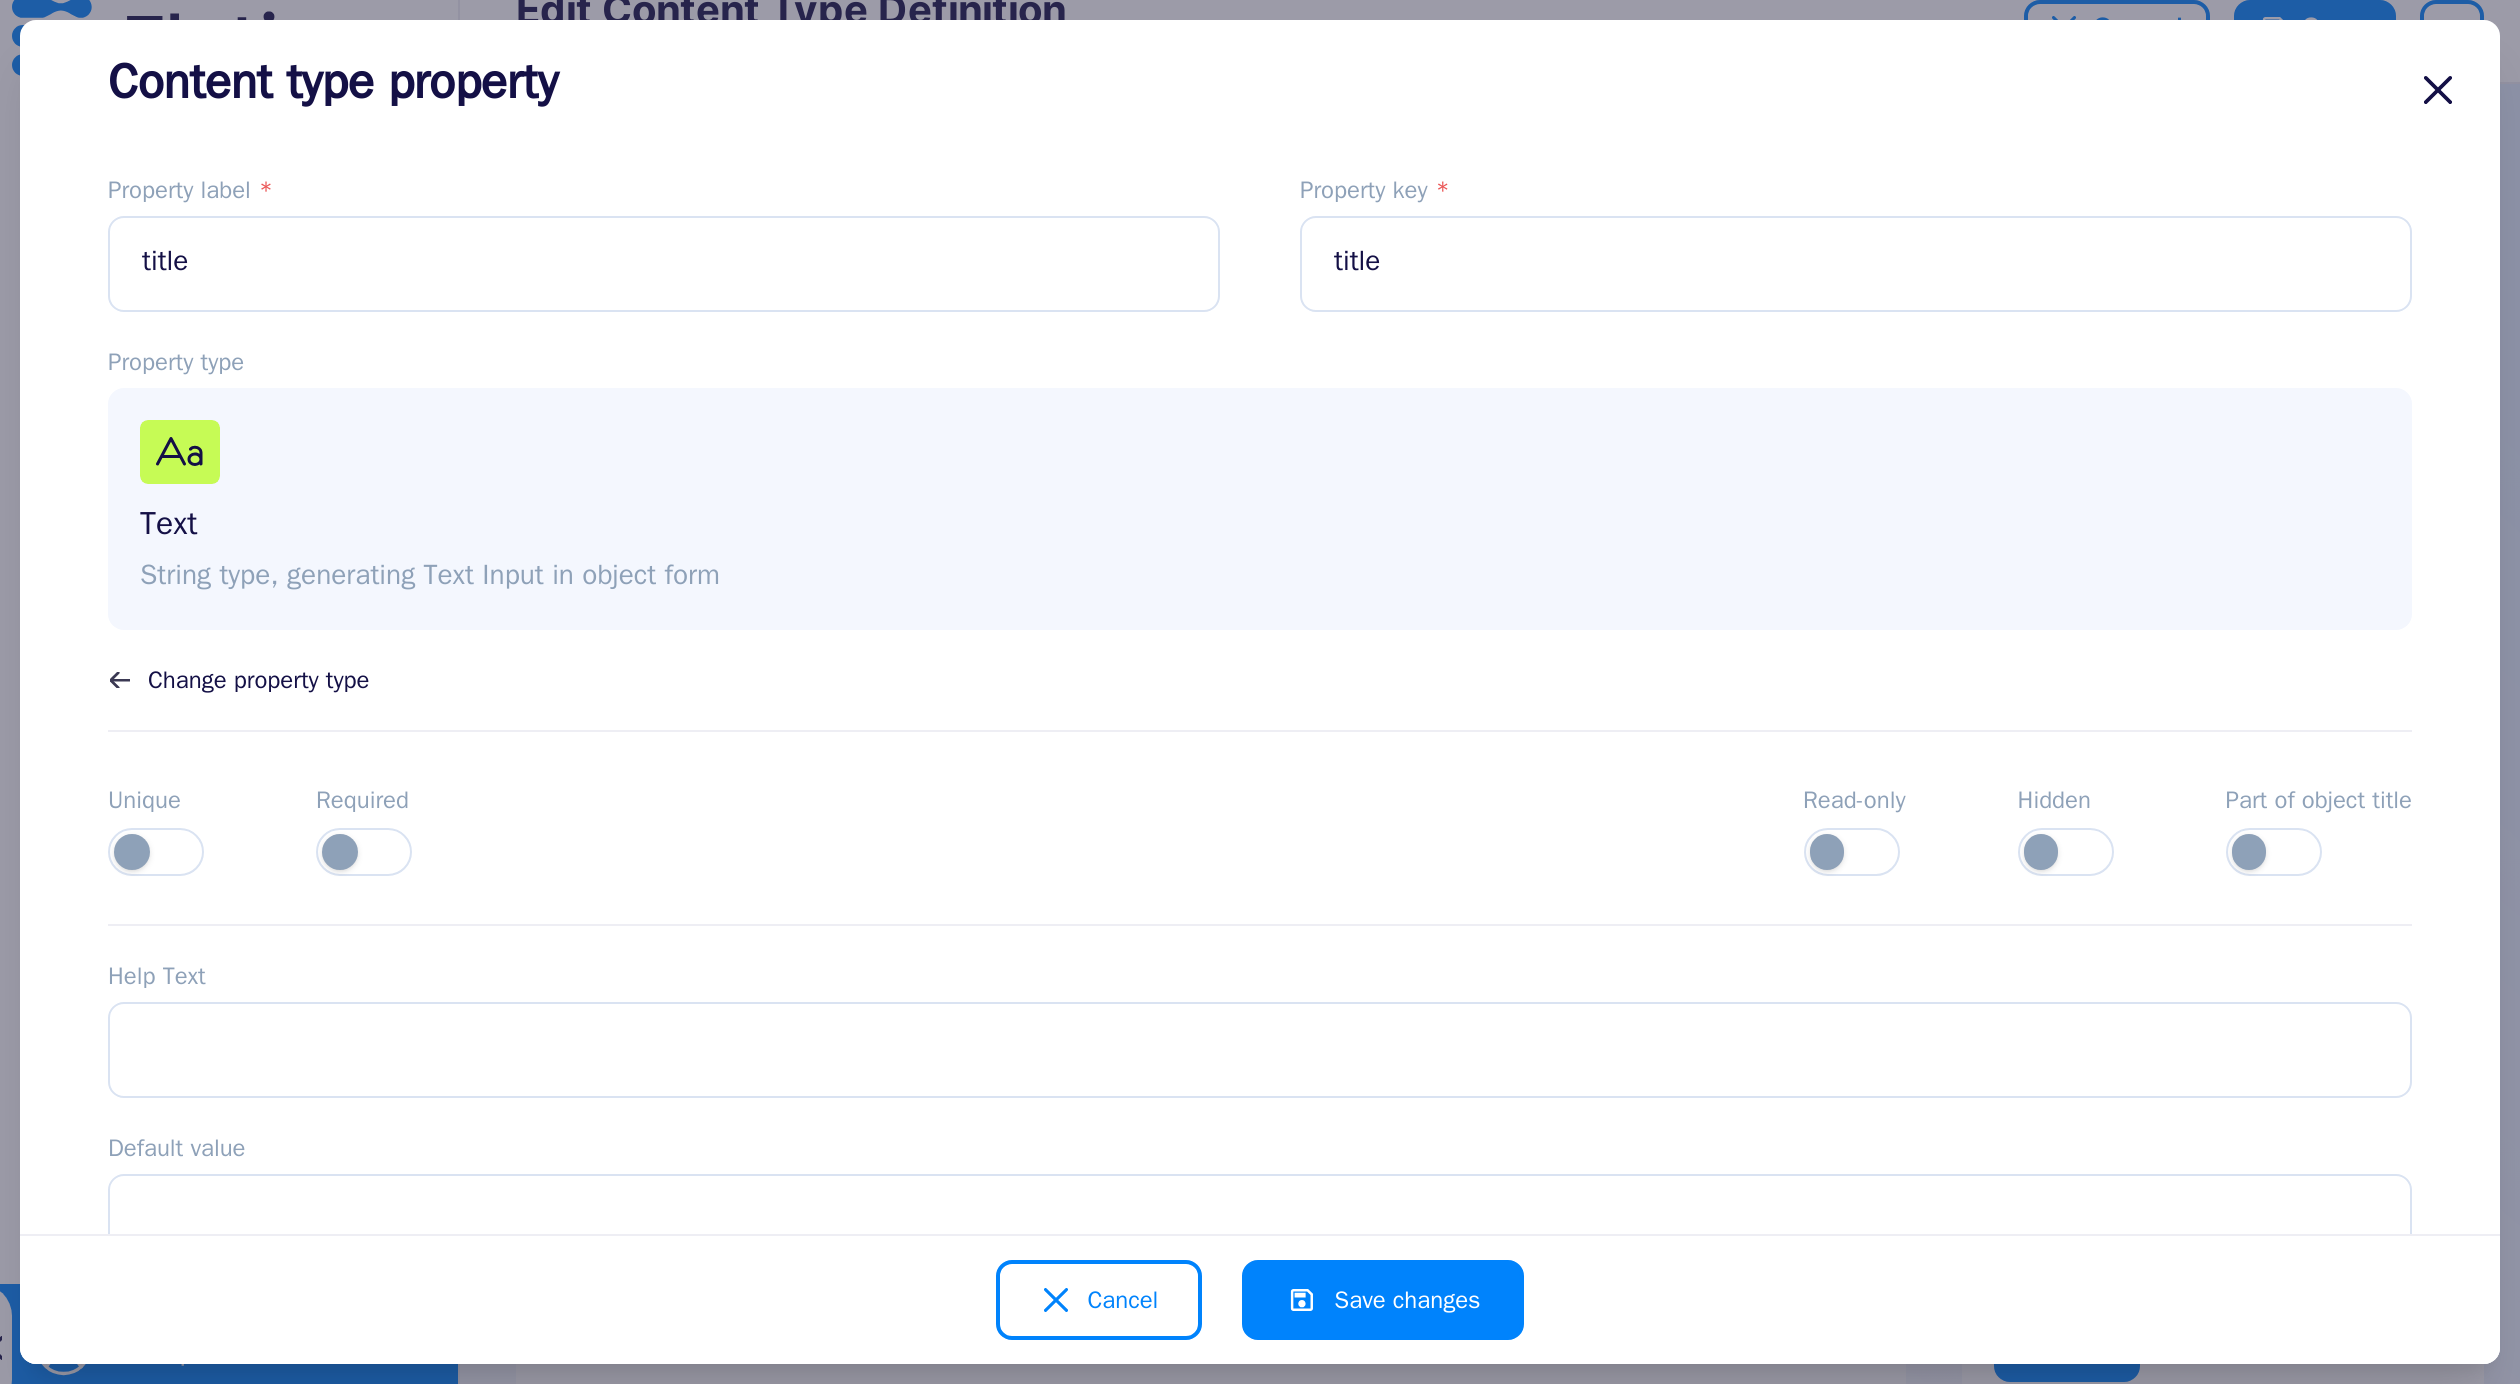 Edit Content Type Definition
Content type property
Property label *
Property key *
title
title
Property type
Aa
Text
String type, generating Text Input in object form
Change property type
Unique
Required
Read-only
Hidden
Part of object title
Help Text
Default value
Cancel
Save changes